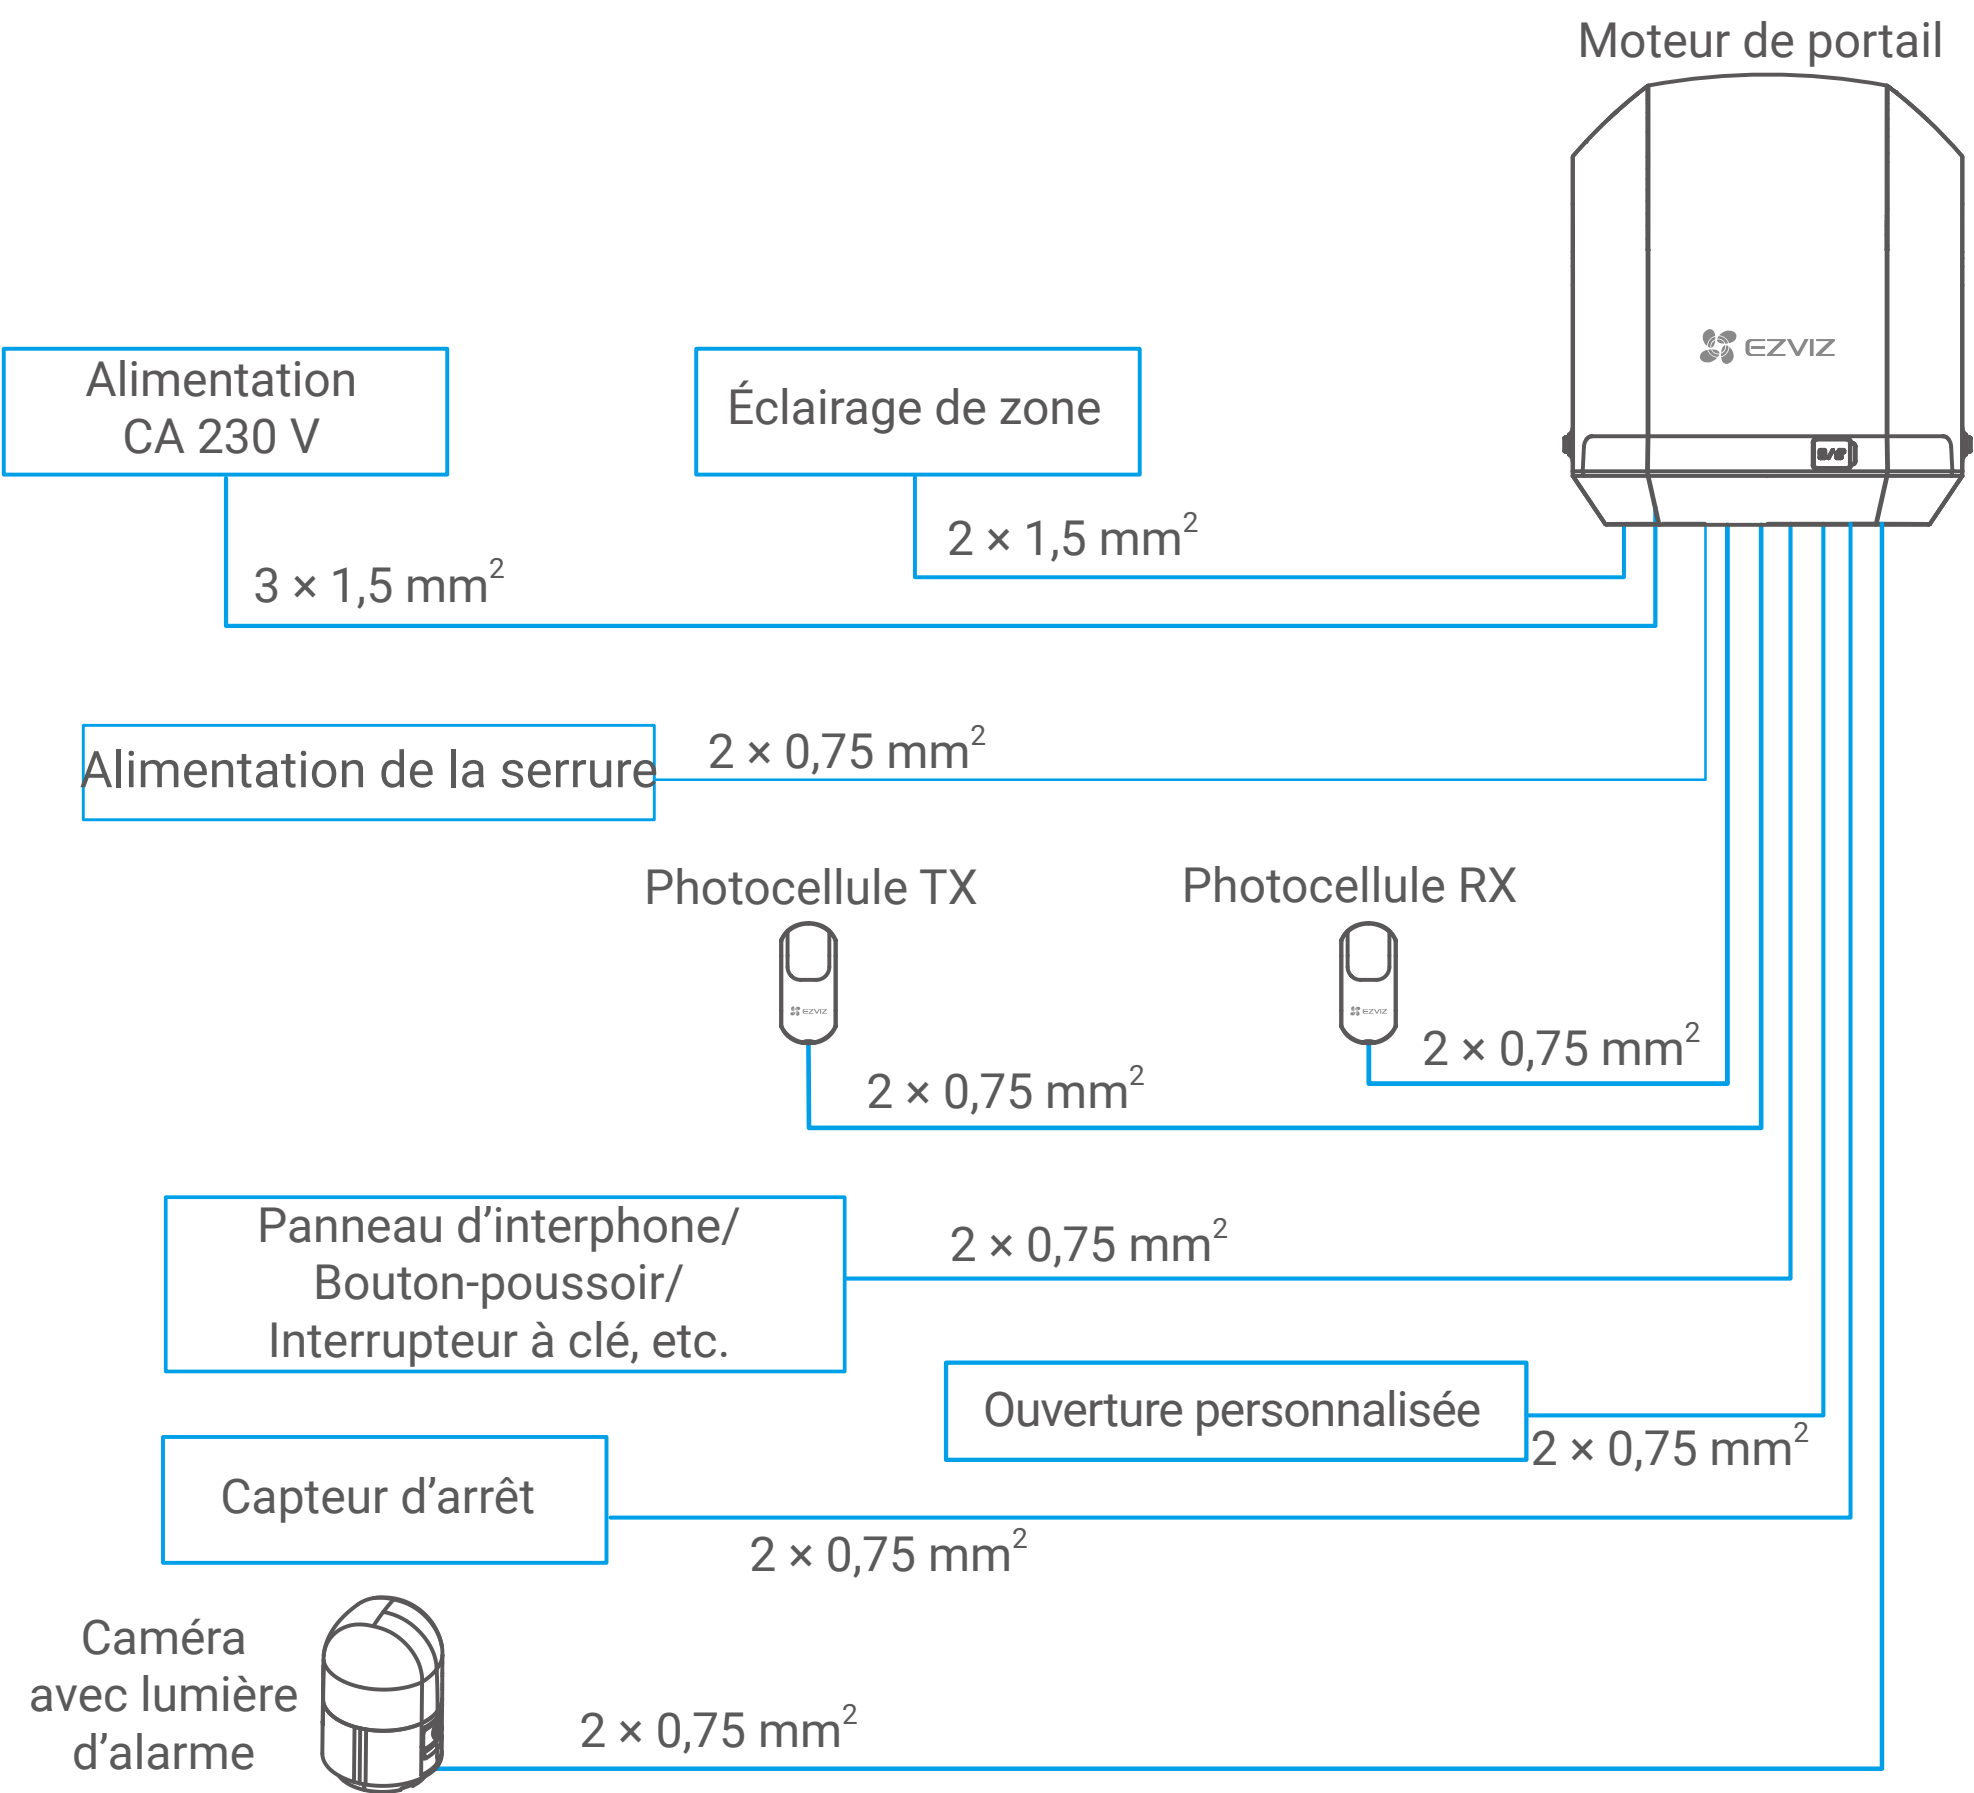 Moteur de portail
EZVIZ
Alimentation
CA 230 V
Éclairage de zone
2 × 1,5 mm²
3 × 1,5 mm²
Alimentation de la serrure
2 × 0,75 mm²
Photocellule TX
Photocellule RX
EZVIZ
EZVIZ
2 × 0,75 mm²
2 × 0,75 mm²
Panneau d’interphone/
Bouton-poussoir/
Interrupteur à clé, etc.
2 × 0,75 mm²
Ouverture personnalisée
2 × 0,75 mm²
Capteur d’arrêt
2 × 0,75 mm²
Caméra
avec lumière
d’alarme
2 × 0,75 mm²